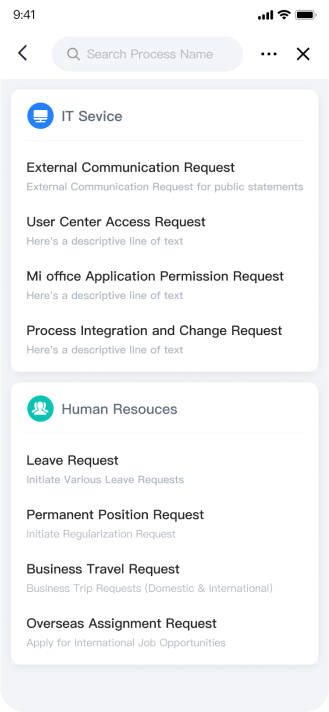 9:41
Search Process Name
IT Sevice
External Communication Request
External Communication Request for public statements
User Center Access Request
Here's a descriptive line of text
Mi office Application Permission Request
Here's a descriptive line of text
Process Integration and Change Request
Here's a descriptive line of text
Human Resouces
Leave Request
Initiate Various Leave Requests
Permanent Position Request
Initiate Regularization Request
Business Travel Request
Business Trip Requests (Domestic & International)
Overseas Assignment Request
Apply for International Job Opportunities